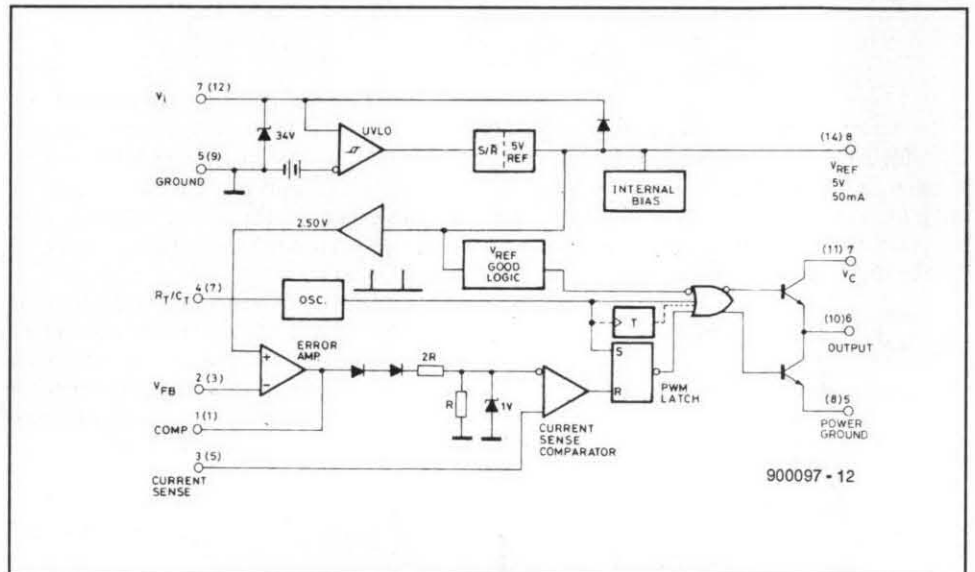 Vi
7 (12)
34V
UVLO
S/R̅
5V
REF
(14) 8
VREF
5V
50mA
5 (9)
GROUND
INTERNAL
BIAS
2.50 V
VREF
GOOD
LOGIC
(11) 7
VC
4 (7)
RT/CT
OSC.
T
(10)6
OUTPUT
ERROR
AMP.
2R
S
R
PWM
LATCH
VFB
2 (3)
+
−
R
1V
(8) 5
POWER
GROUND
1 (1)
COMP
CURRENT
SENSE
COMPARATOR
3 (5)
CURRENT
SENSE
900097 - 12